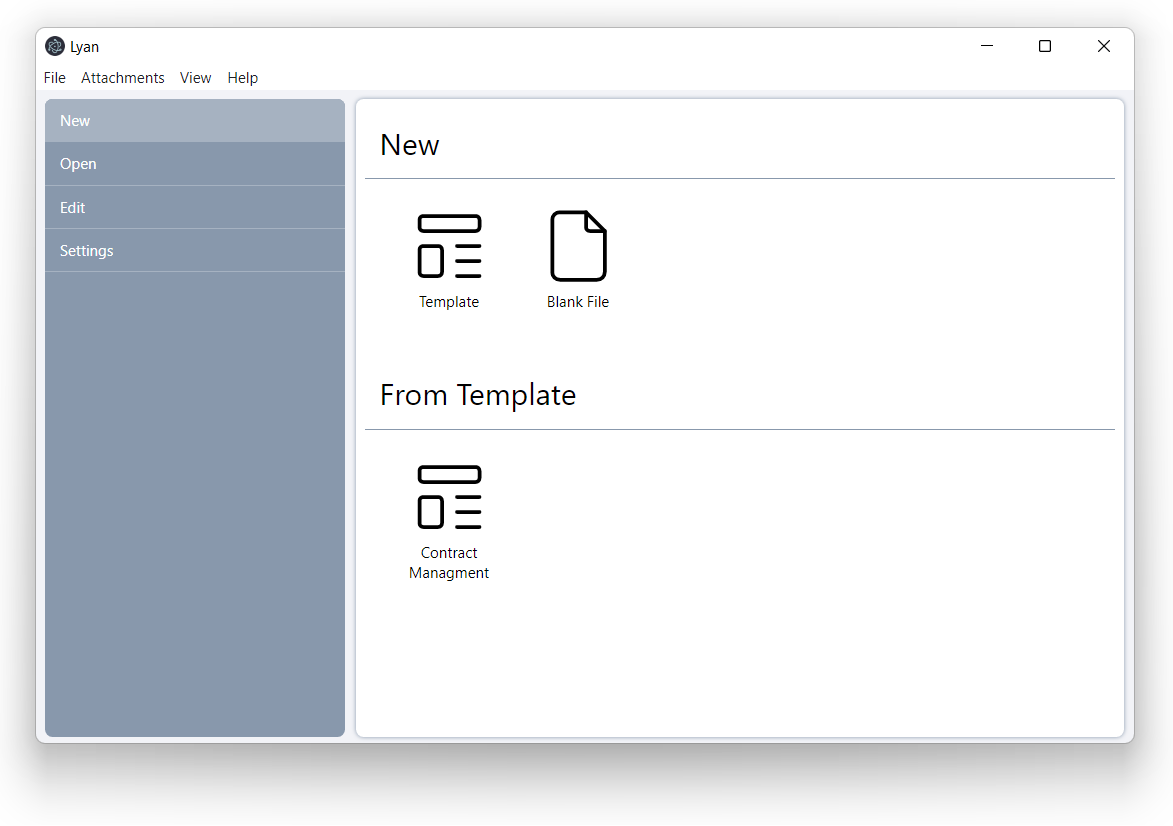 Lyan
File Attachments View Help
New
Open
Edit
Settings
New
Template Blank File
From Template
Contract
Managment